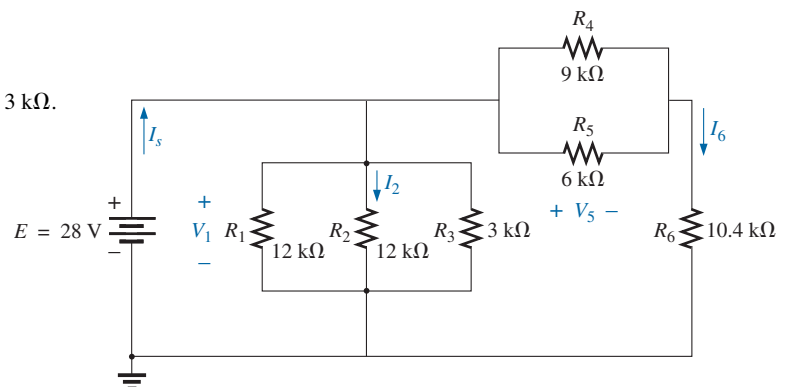 R4
9 kΩ
3 kΩ.
Is
R5
I6
6 kΩ
I2
+ V5 −
+
+
E = 28 V
V1
R1
R2
R3
3 kΩ
R6
10.4 kΩ
−
−
12 kΩ
12 kΩ